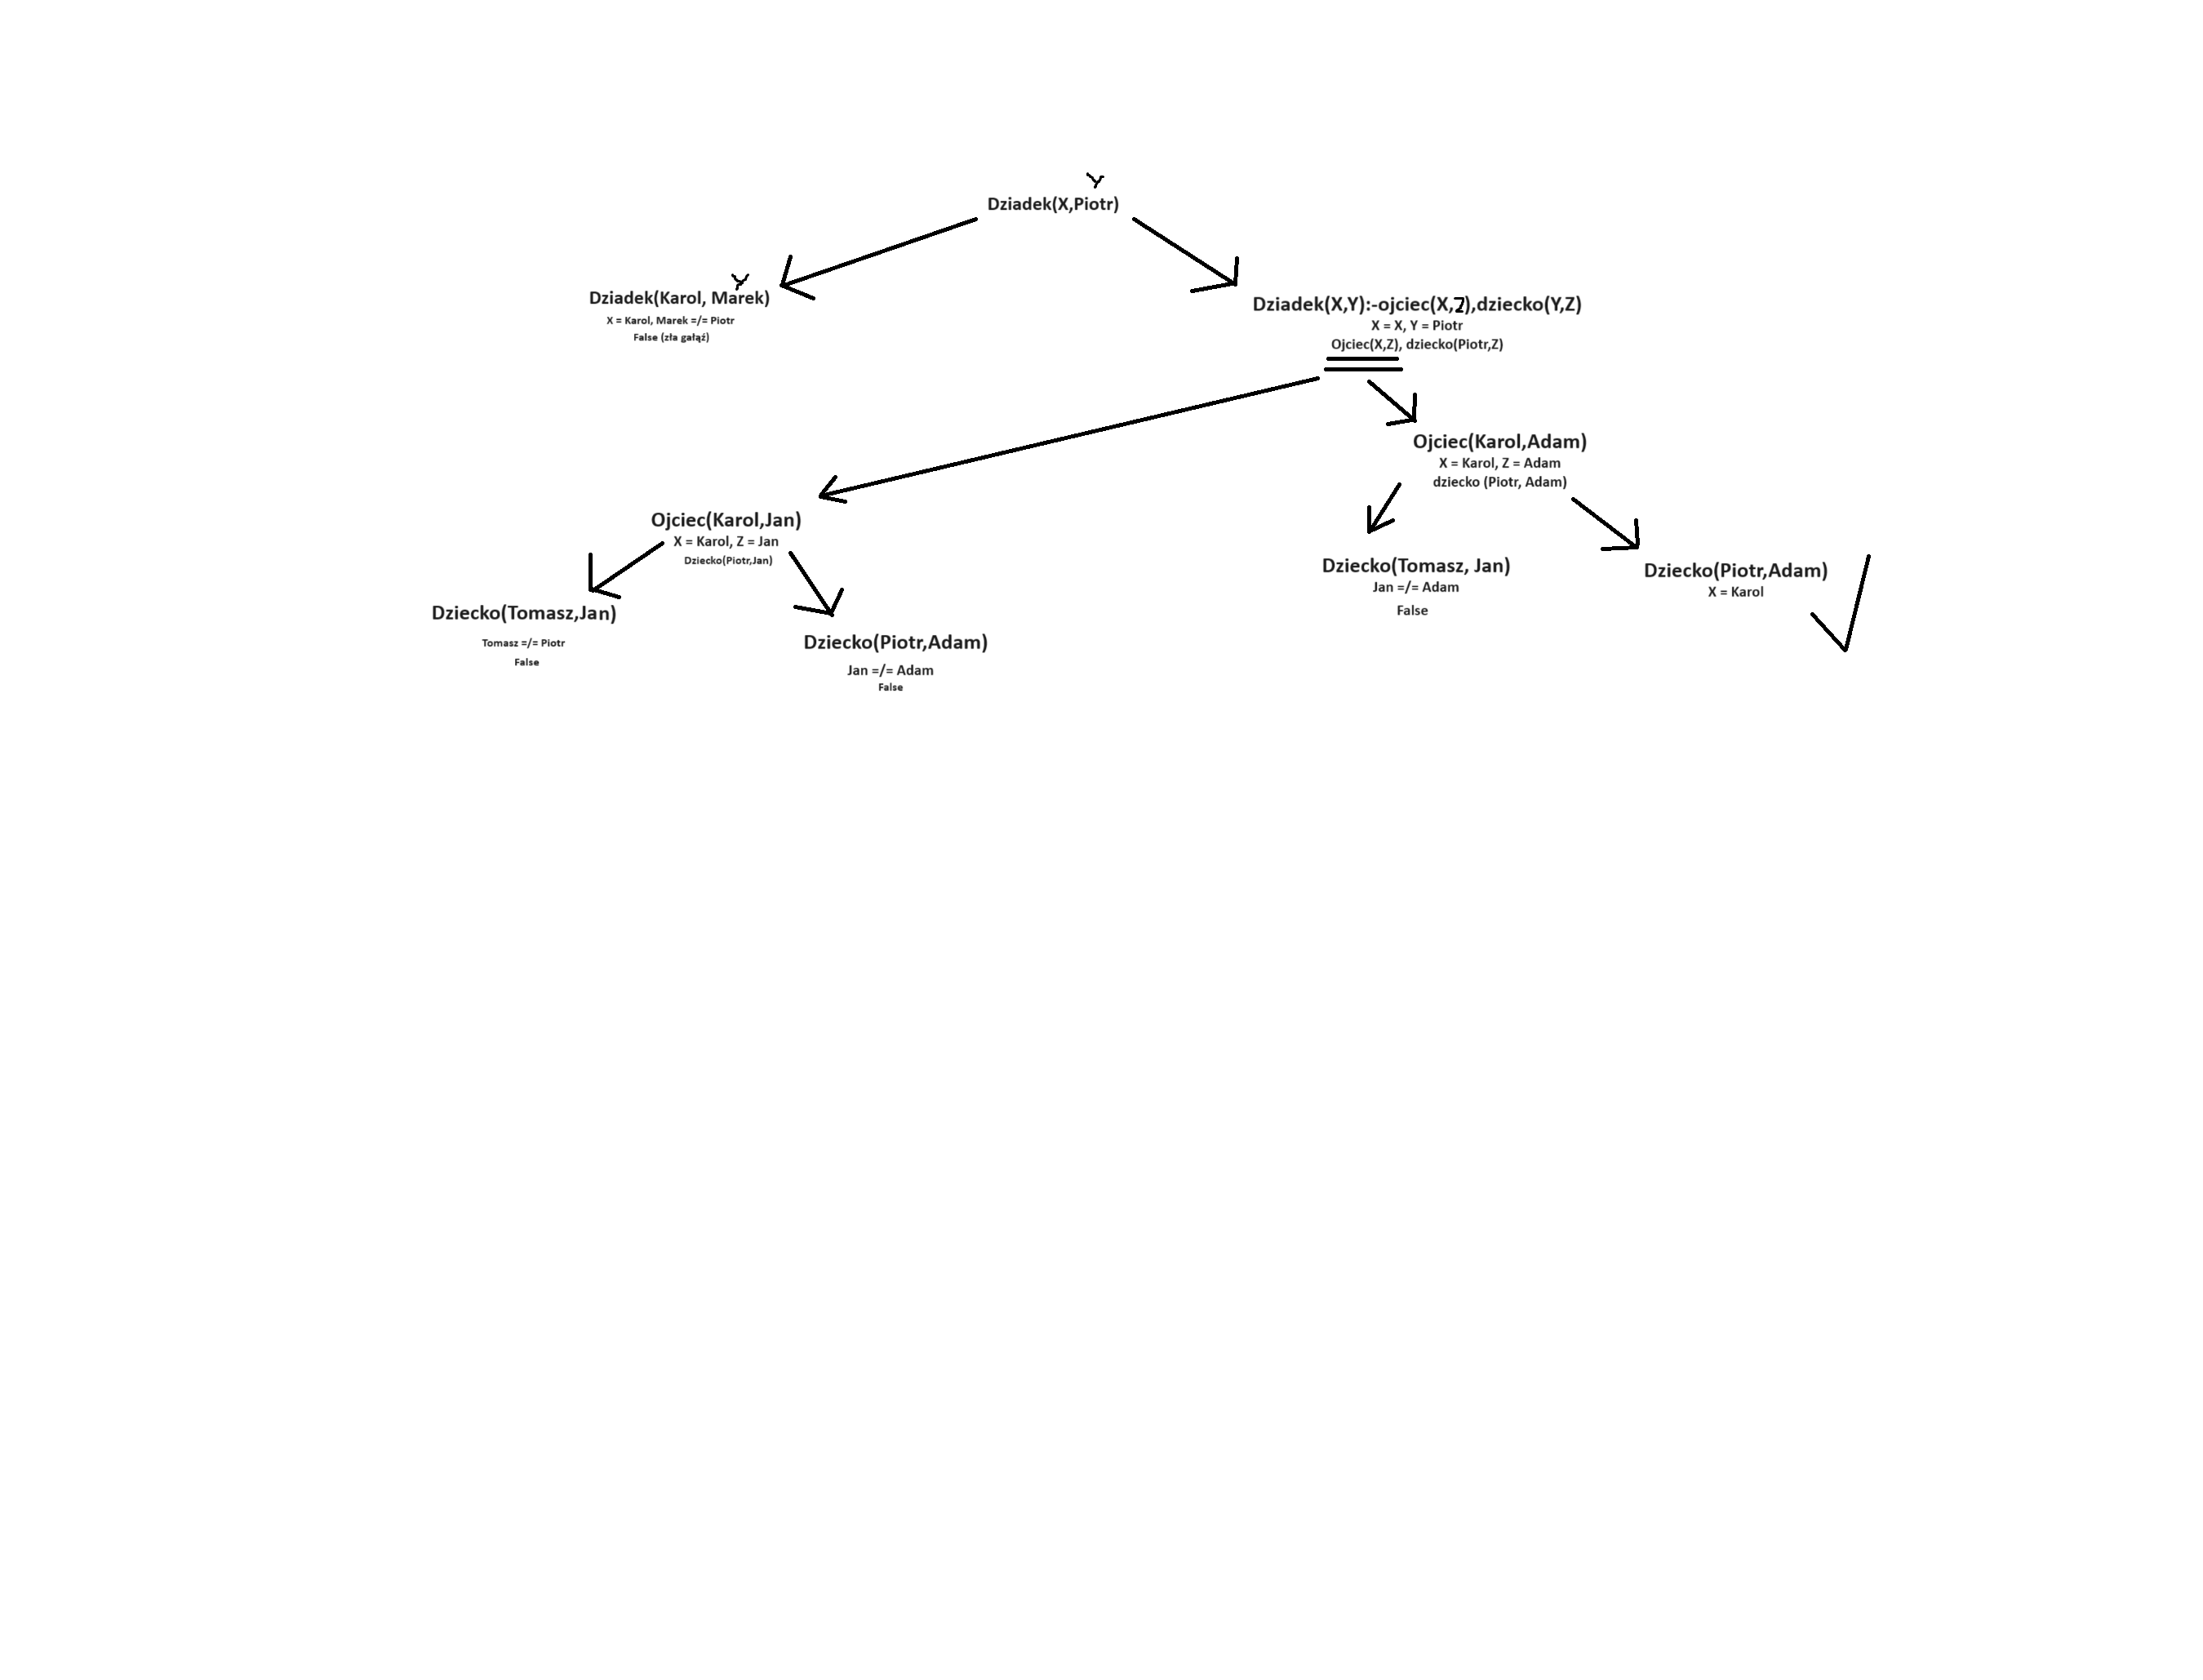 Y
Dziadek(X,Piotr)
Y
Dziadek(Karol, Marek)
X = Karol, Marek =/= Piotr
False (zła gałąź)
Dziadek(X,Y):-ojciec(X,Z),dziecko(Y,Z)
X = X, Y = Piotr
Ojciec(X,Z), dziecko(Piotr,Z)
Ojciec(Karol,Adam)
X = Karol, Z = Adam
dziecko (Piotr, Adam)
Ojciec(Karol,Jan)
X = Karol, Z = Jan
Dziecko(Piotr,Jan)
Dziecko(Tomasz, Jan)
Jan =/= Adam
False
Dziecko(Piotr,Adam)
X = Karol
Dziecko(Tomasz,Jan)
Tomasz =/= Piotr
False
Dziecko(Piotr,Adam)
Jan =/= Adam
False